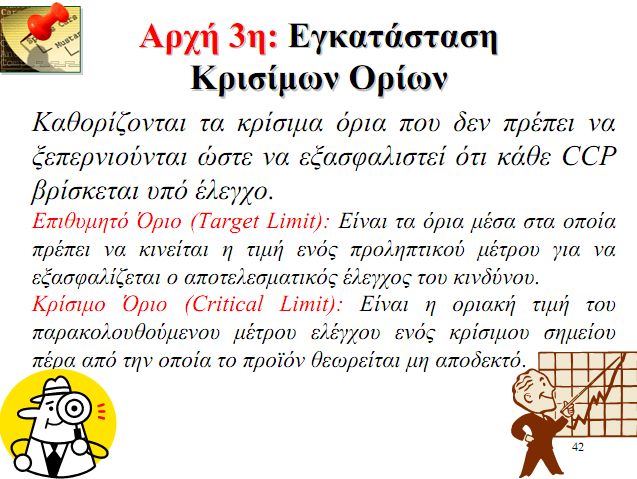 Αρχή 3η: Εγκατάσταση
Κρισίμων Ορίων
Καθορίζονται τα κρίσιμα όρια που δεν πρέπει να
ξεπερνιούνται ώστε να εξασφαλιστεί ότι κάθε CCP
βρίσκεται υπό έλεγχο.
Επιθυμητό Όριο (Target Limit): Είναι τα όρια μέσα στα οποία
πρέπει να κινείται η τιμή ενός προληπτικού μέτρου για να
εξασφαλίζεται ο αποτελεσματικός έλεγχος του κινδύνου.
Κρίσιμο Όριο (Critical Limit): Είναι η οριακή τιμή του
παρακολουθούμενου μέτρου ελέγχου ενός κρίσιμου σημείου
πέρα από την οποία το προϊόν θεωρείται μη αποδεκτό.
42